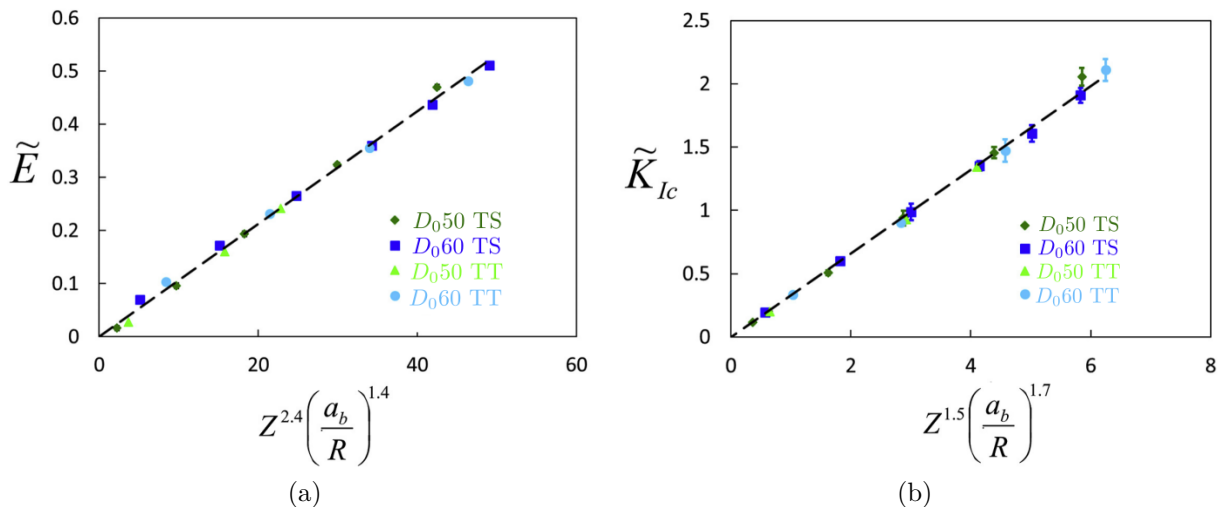 0.6
0.5
0.4
0.3
0.2
0.1
0
0 20 40 60
Ẽ
D₀50 TS
D₀60 TS
D₀50 TT
D₀60 TT
Z^2.4 (a_b/R)^1.4
(a)
2.5
2
1.5
1
0.5
0
0 2 4 6 8
K̃_Ic
D₀50 TS
D₀60 TS
D₀50 TT
D₀60 TT
Z^1.5 (a_b/R)^1.7
(b)